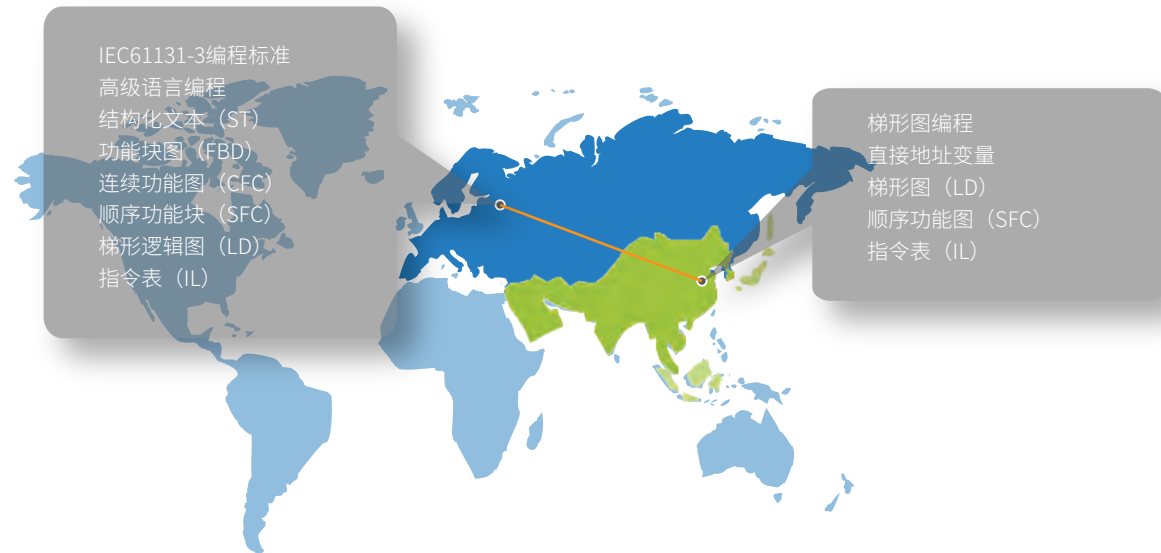 IEC61131-3编程标准
高级语言编程
结构化文本（ST）
功能块图（FBD）
连续功能图（CFC）
顺序功能块（SFC）
梯形逻辑图（LD）
指令表（IL）
梯形图编程
直接地址变量
梯形图（LD）
顺序功能图（SFC）
指令表（IL）